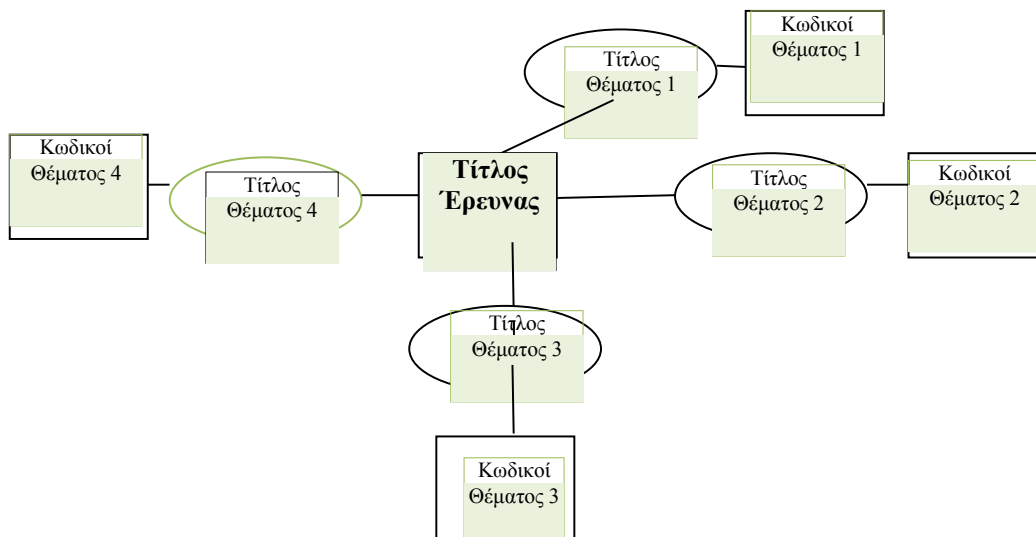 Κωδικοί
Θέματος 1
Τίτλος
Θέματος 1
Κωδικοί
Θέματος 4
Τίτλος
Θέματος 4
Τίτλος
Έρευνας
Τίτλος
Θέματος 2
Κωδικοί
Θέματος 2
Τίτλος
Θέματος 3
Κωδικοί
Θέματος 3